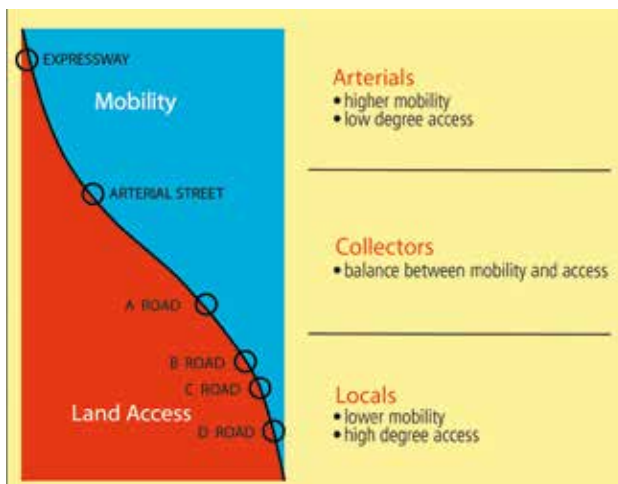 EXPRESSWAY
Mobility
ARTERIAL STREET
A ROAD
B ROAD
C ROAD
Land Access
D ROAD
Arterials
• higher mobility
• low degree access
Collectors
• balance between mobility and access
Locals
• lower mobility
• high degree access